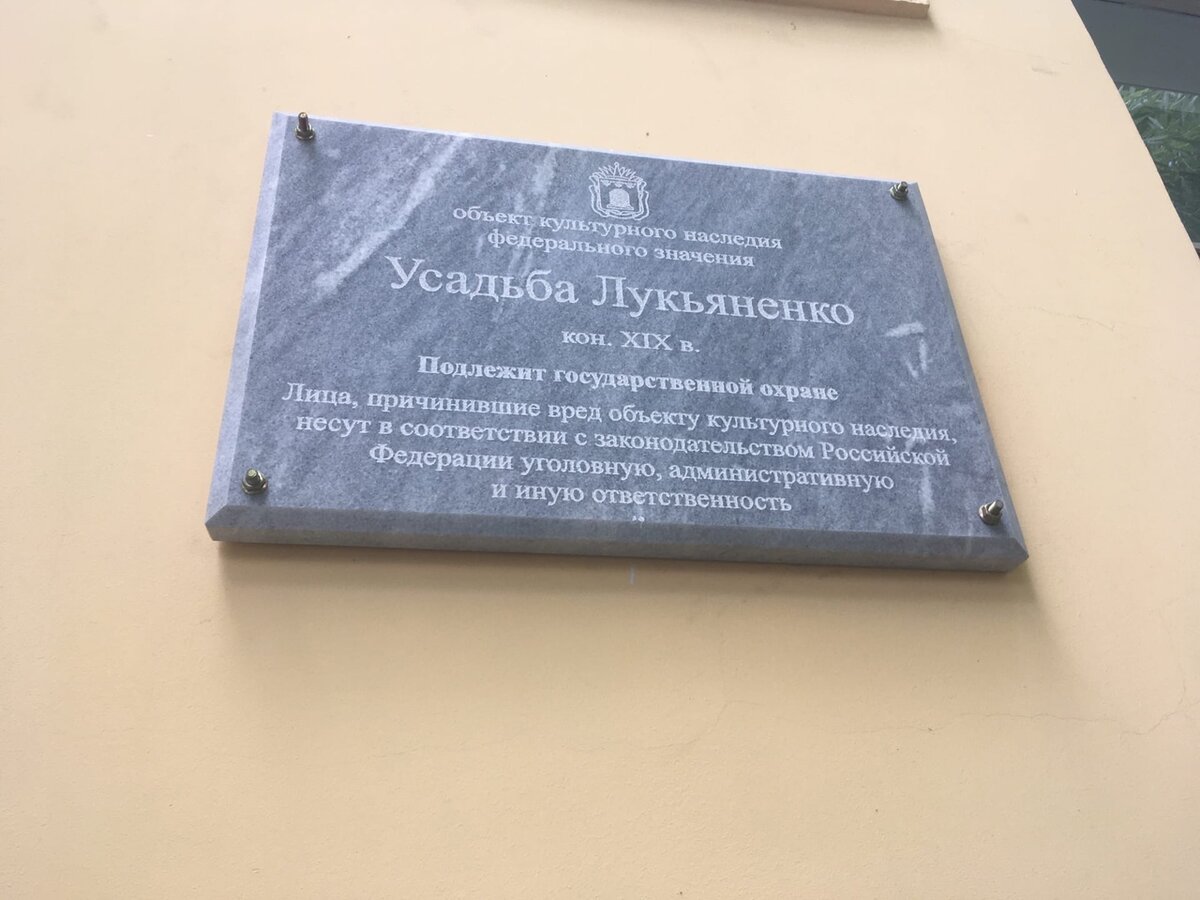 объект культурного наследия
федерального значения
Усадьба Лукьяненко
кон. XIX в.
Подлежит государственной охране
Лица, причинившие вред объекту культурного наследия,
несут в соответствии с законодательством Российской
Федерации уголовную, административную
и иную ответственность